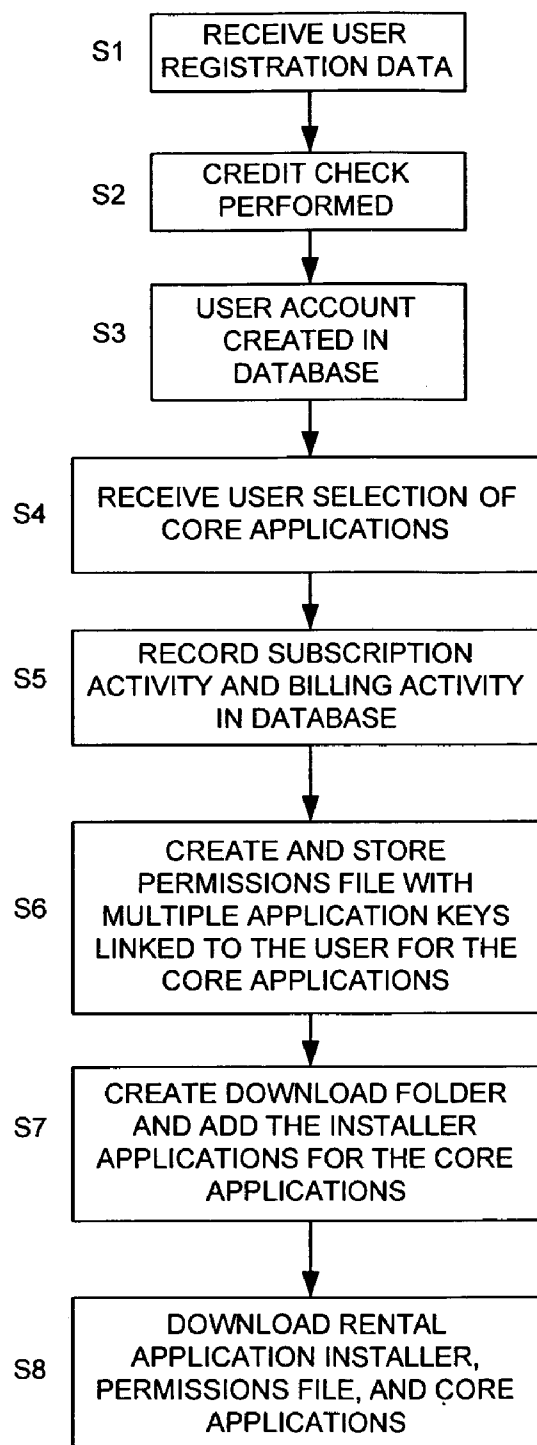 S1
RECEIVE USER
REGISTRATION DATA
S2
CREDIT CHECK
PERFORMED
S3
USER ACCOUNT
CREATED IN
DATABASE
S4
RECEIVE USER SELECTION OF
CORE APPLICATIONS
S5
RECORD SUBSCRIPTION
ACTIVITY AND BILLING ACTIVITY
IN DATABASE
S6
CREATE AND STORE
PERMISSIONS FILE WITH
MULTIPLE APPLICATION KEYS
LINKED TO THE USER FOR THE
CORE APPLICATIONS
S7
CREATE DOWNLOAD FOLDER
AND ADD THE INSTALLER
APPLICATIONS FOR THE CORE
APPLICATIONS
S8
DOWNLOAD RENTAL
APPLICATION INSTALLER,
PERMISSIONS FILE, AND CORE
APPLICATIONS